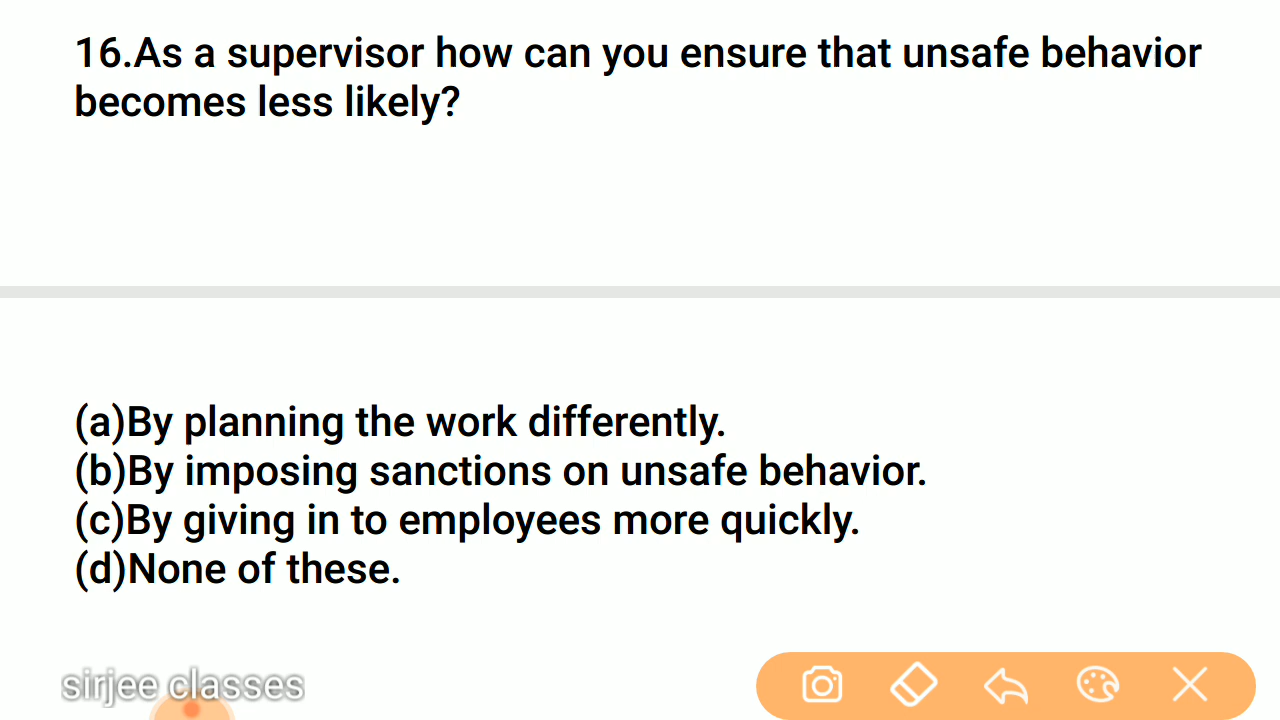 16.As a supervisor how can you ensure that unsafe behavior
becomes less likely?
(a)By planning the work differently.
(b)By imposing sanctions on unsafe behavior.
(c)By giving in to employees more quickly.
(d)None of these.
sirjee classes